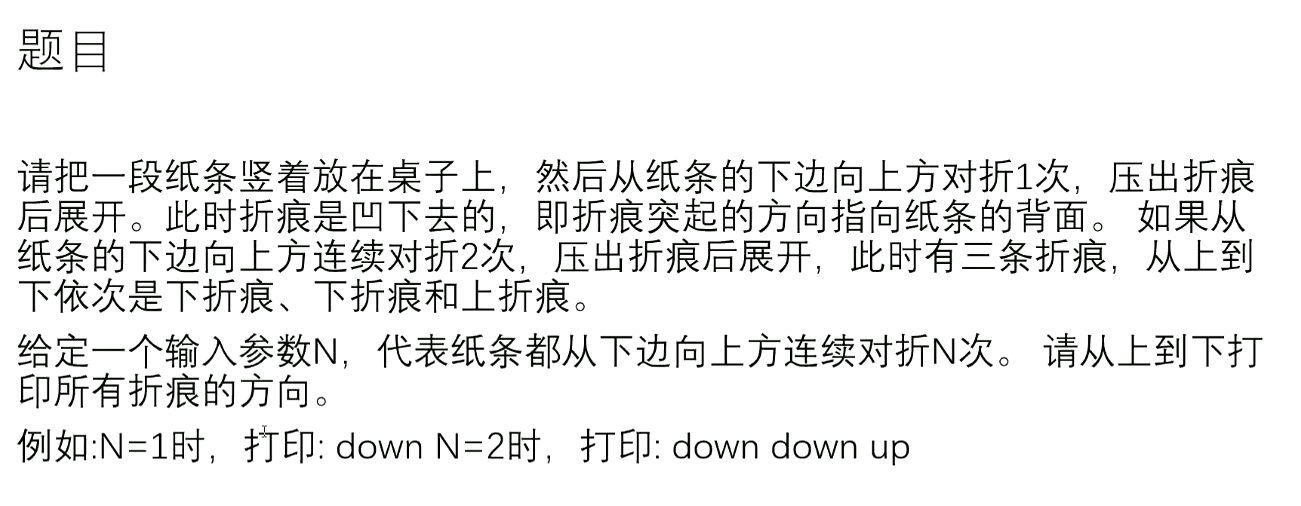 题目
请把一段纸条竖着放在桌子上，然后从纸条的下边向上方对折1次，压出折痕
后展开。此时折痕是凹下去的，即折痕突起的方向指向纸条的背面。 如果从
纸条的下边向上方连续对折2次，压出折痕后展开，此时有三条折痕，从上到
下依次是下折痕、下折痕和上折痕。
给定一个输入参数N，代表纸条都从下边向上方连续对折N次。 请从上到下打
印所有折痕的方向。
例如:N=1时，打印: down N=2时，打印: down down up